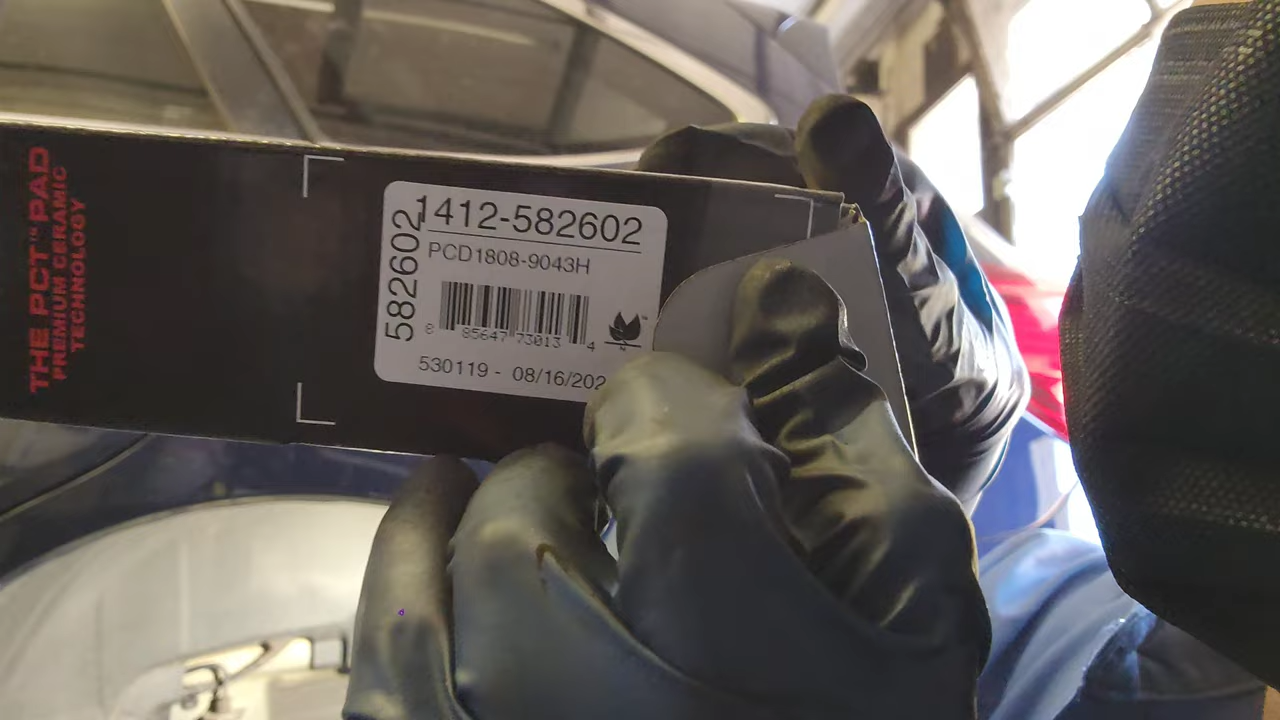 THE PCT™ PAD
PREMIUM CERAMIC
TECHNOLOGY
1412-582602
582602
PCD1808-9043H
8 85647 73013 4
530119 - 08/16/202